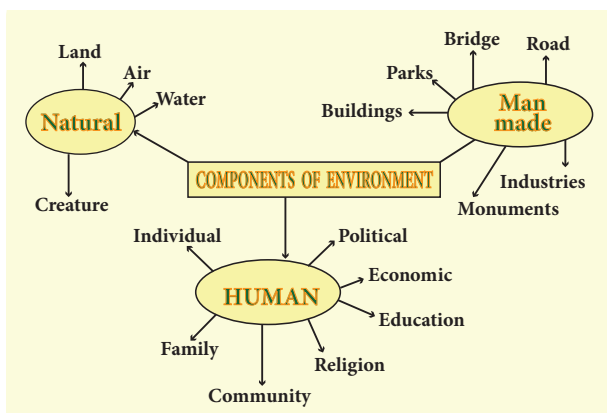 Bridge
Land
Road
Air
Parks
Water
Man
made
Buildings
Natural
COMPONENTS OF ENVIRONMENT
Industries
Creature
Monuments
Individual
Political
Economic
HUMAN
Education
Family
Religion
Community